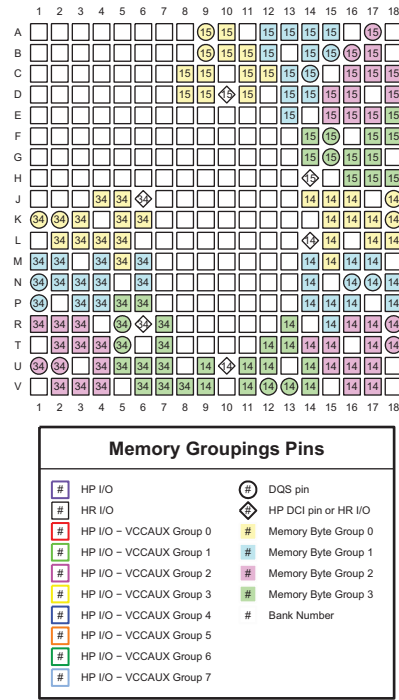 1 2 3 4 5 6 7 8 9 10 11 12 13 14 15 16 17 18
A 15 15 15 15 15 15 15
B 15 15 15 15 15 15 15 15
C 15 15 15 15 15 15 15 15 15
D 15 15 15 15 15 15 15 15 15
E 15 15 15 15 15
F 15 15 15 15
G 15 15 15 15
H 15 15 15 15
J 34 34 34 14 14 14 14
K 34 34 34 34 34 14 14 14 14
L 34 34 34 34 14 14 14 14
M 34 34 34 34 34 14 14 14 14
N 34 34 34 34 34 14 14 14 14
P 34 34 34 34 34 14 14 14 14
R 34 34 34 34 34 34 14 14 14 14 14
T 34 34 34 34 34 14 14 14 14 14 14
U 34 34 34 34 34 34 34 14 14 14 14 14 14 14 14
V 34 34 34 34 34 34 14 14 14 14 14 14 14
1 2 3 4 5 6 7 8 9 10 11 12 13 14 15 16 17 18
Memory Groupings Pins
# HP I/O
# HR I/O
# HP I/O – VCCAUX Group 0
# HP I/O – VCCAUX Group 1
# HP I/O – VCCAUX Group 2
# HP I/O – VCCAUX Group 3
# HP I/O – VCCAUX Group 4
# HP I/O – VCCAUX Group 5
# HP I/O – VCCAUX Group 6
# HP I/O – VCCAUX Group 7
# DQS pin
# HP DCI pin or HR I/O
# Memory Byte Group 0
# Memory Byte Group 1
# Memory Byte Group 2
# Memory Byte Group 3
# Bank Number